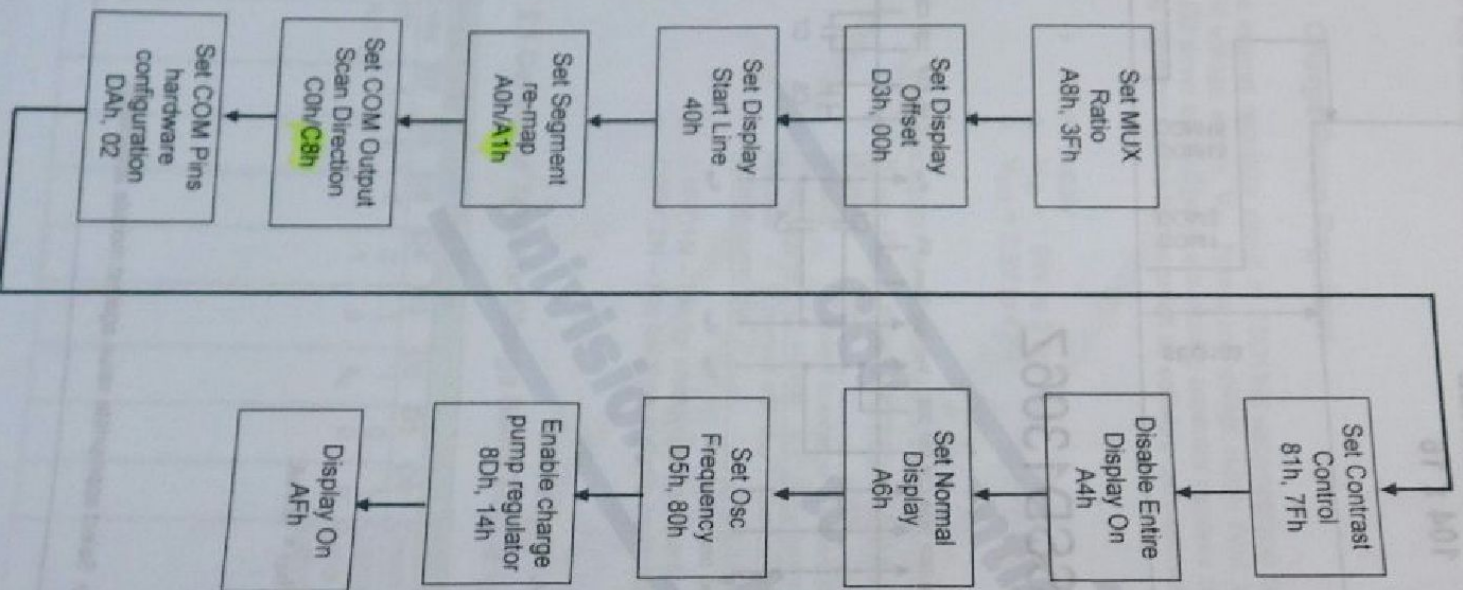 Set MUX
Ratio
A8h, 3Fh
Set Display
Offset
D3h, 00h
Set Display
Start Line
40h
Set Segment
re-map
A0h/A1h
Set COM Output
Scan Direction
C0h/C8h
Set COM Pins
hardware
configuration
DAh, 02
Set Contrast
Control
81h, 7Fh
Disable Entire
Display On
A4h
Set Normal
Display
A6h
Set Osc
Frequency
D5h, 80h
Enable charge
pump regulator
8Dh, 14h
Display On
AFh
Univision